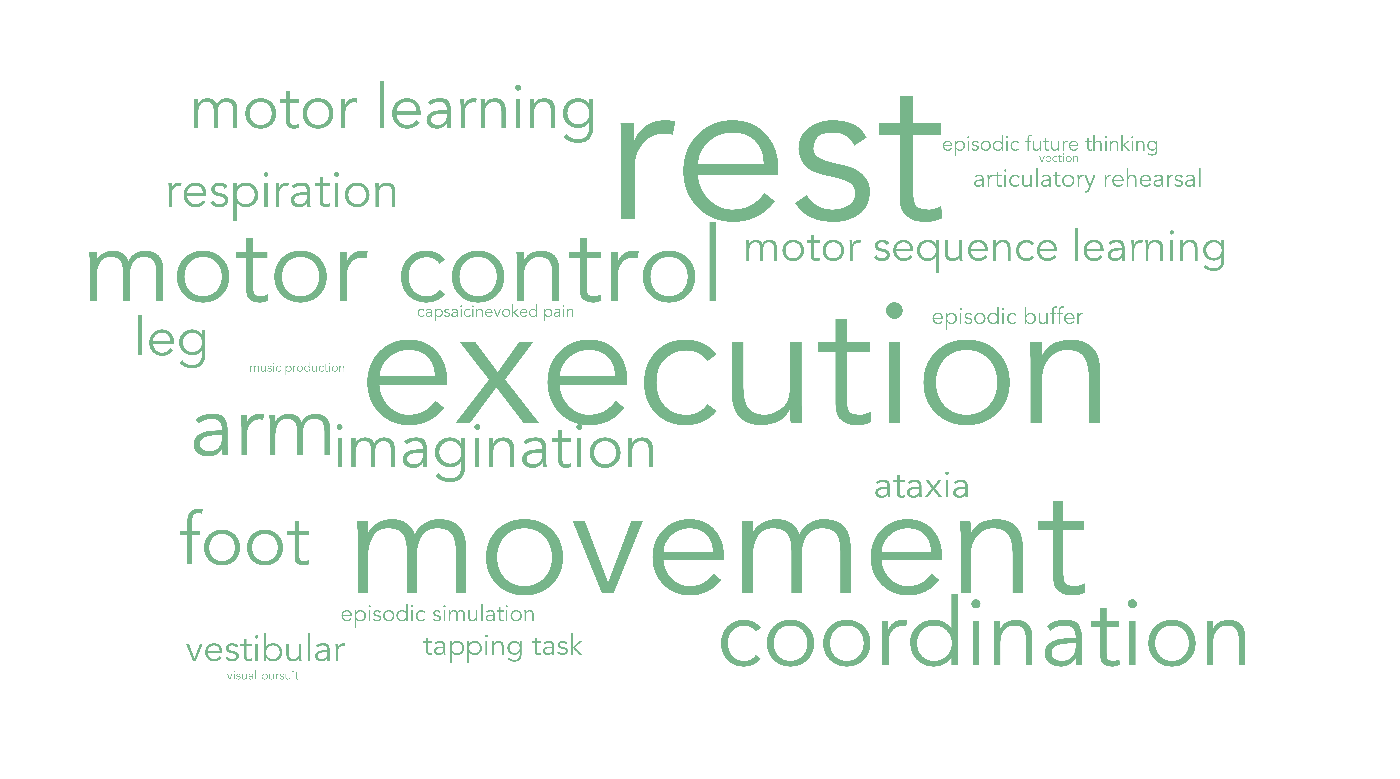 motor learning
rest
episodic future thinking
vection
articulatory rehearsal
respiration
motor control
motor sequence learning
capsaicinevoked pain
episodic buffer
leg
music production
execution
arm
imagination
ataxia
foot
movement
episodic simulation
coordination
vestibular
tapping task
visual pursuit